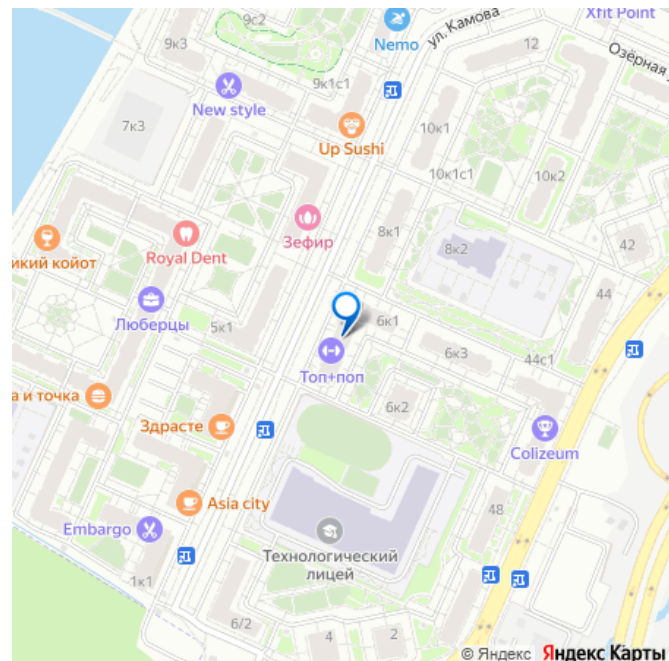 9к3
9с2
Nemo
ул. Камова
Xfit Point
12
Озёрная
9к1с1
New style
7к3
Up Sushi
10к1
10к1с1
10к2
Зефир
Royal Dent
икий койот
8к1
8к2
42
44
Люберцы
5к1
6к1
6к3
44с1
Топ+поп
а и точка
Здрасте
6к2
Colizeum
Asia city
Embargo
48
Технологический
лицей
1к1
6/2
4
2
© Яндекс Яндекс Карты